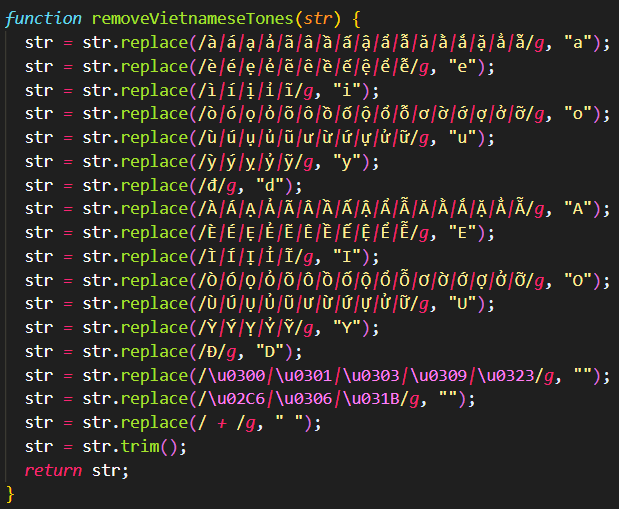 function removeVietnameseTones(str) {
  str = str.replace(/à|á|ạ|ả|ã|â|ầ|ấ|ậ|ẩ|ẫ|ă|ằ|ắ|ặ|ẳ|ẵ/g, "a");
  str = str.replace(/è|é|ẹ|ẻ|ẽ|ê|ề|ế|ệ|ể|ễ/g, "e");
  str = str.replace(/ì|í|ị|ỉ|ĩ/g, "i");
  str = str.replace(/ò|ó|ọ|ỏ|õ|ô|ồ|ố|ộ|ổ|ỗ|ơ|ờ|ớ|ợ|ở|ỡ/g, "o");
  str = str.replace(/ù|ú|ụ|ủ|ũ|ư|ừ|ứ|ự|ử|ữ/g, "u");
  str = str.replace(/ỳ|ý|ỵ|ỷ|ỹ/g, "y");
  str = str.replace(/đ/g, "d");
  str = str.replace(/À|Á|Ạ|Ả|Ã|Â|Ầ|Ấ|Ậ|Ẩ|Ẫ|Ă|Ằ|Ắ|Ặ|Ẳ|Ẵ/g, "A");
  str = str.replace(/È|É|Ẹ|Ẻ|Ẽ|Ê|Ề|Ế|Ệ|Ể|Ễ/g, "E");
  str = str.replace(/Ì|Í|Ị|Ỉ|Ĩ/g, "I");
  str = str.replace(/Ò|Ó|Ọ|Ỏ|Õ|Ô|Ồ|Ố|Ộ|Ổ|Ỗ|Ơ|Ờ|Ớ|Ợ|Ở|Ỡ/g, "O");
  str = str.replace(/Ù|Ú|Ụ|Ủ|Ũ|Ư|Ừ|Ứ|Ự|Ử|Ữ/g, "U");
  str = str.replace(/Ỳ|Ý|Ỵ|Ỷ|Ỹ/g, "Y");
  str = str.replace(/Đ/g, "D");
  str = str.replace(/\u0300|\u0301|\u0303|\u0309|\u0323/g, "");
  str = str.replace(/\u02C6|\u0306|\u031B/g, "");
  str = str.replace(/ + /g, " ");
  str = str.trim();
  return str;
}